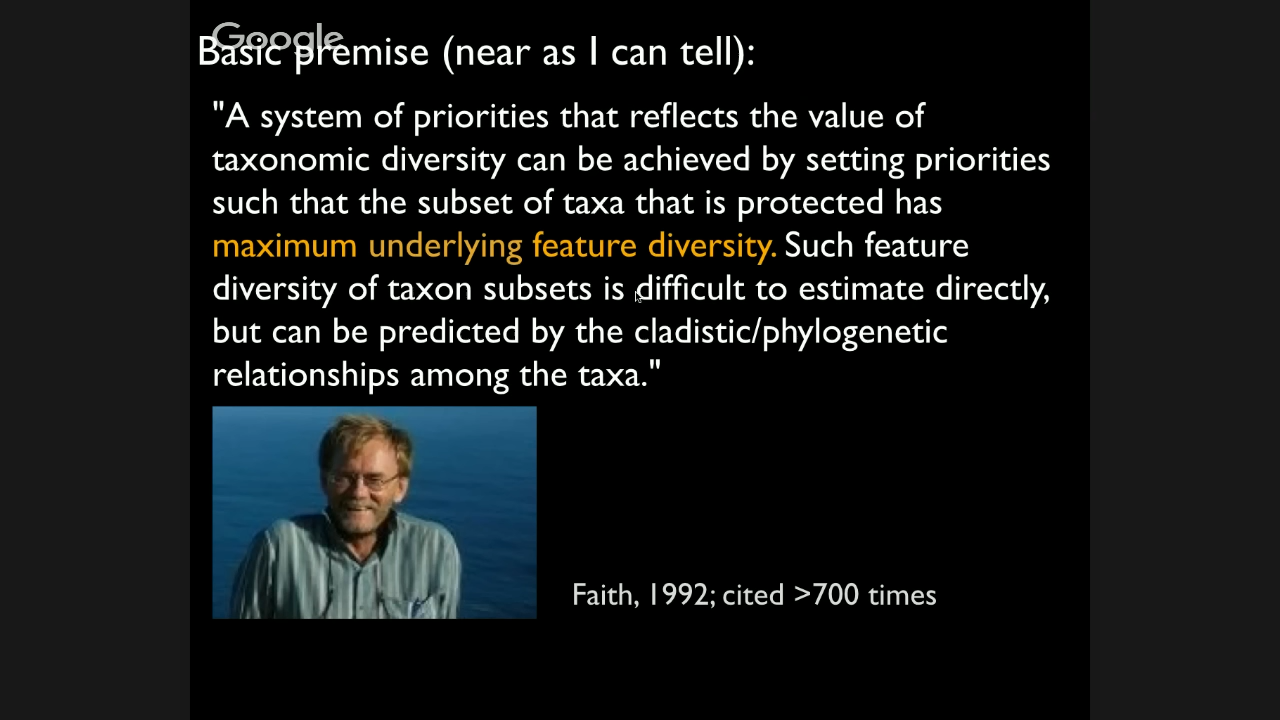 Google
Basic premise (near as I can tell):
"A system of priorities that reflects the value of
taxonomic diversity can be achieved by setting priorities
such that the subset of taxa that is protected has
maximum underlying feature diversity. Such feature
diversity of taxon subsets is difficult to estimate directly,
but can be predicted by the cladistic/phylogenetic
relationships among the taxa."
Faith, 1992; cited >700 times